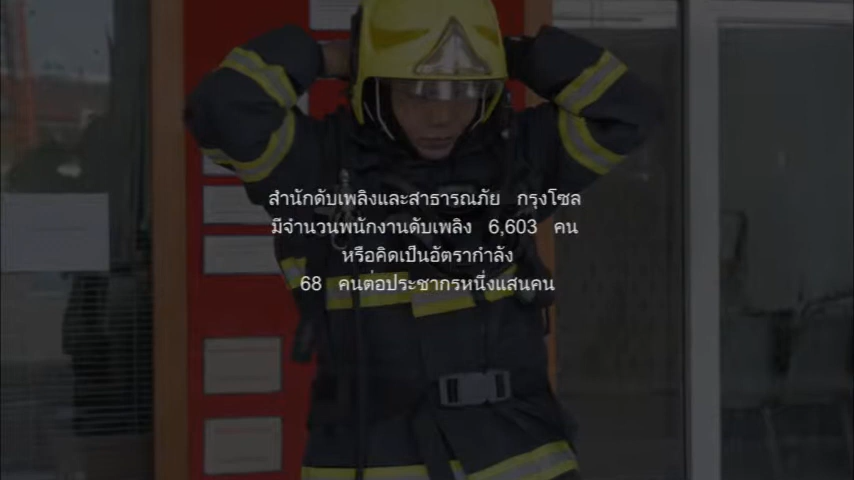 สำนักดับเพลิงและสาธารณภัย กรุงโซล
มีจำนวนพนักงานดับเพลิง 6,603 คน
หรือคิดเป็นอัตรากำลัง
68 คนต่อประชากรหนึ่งแสนคน